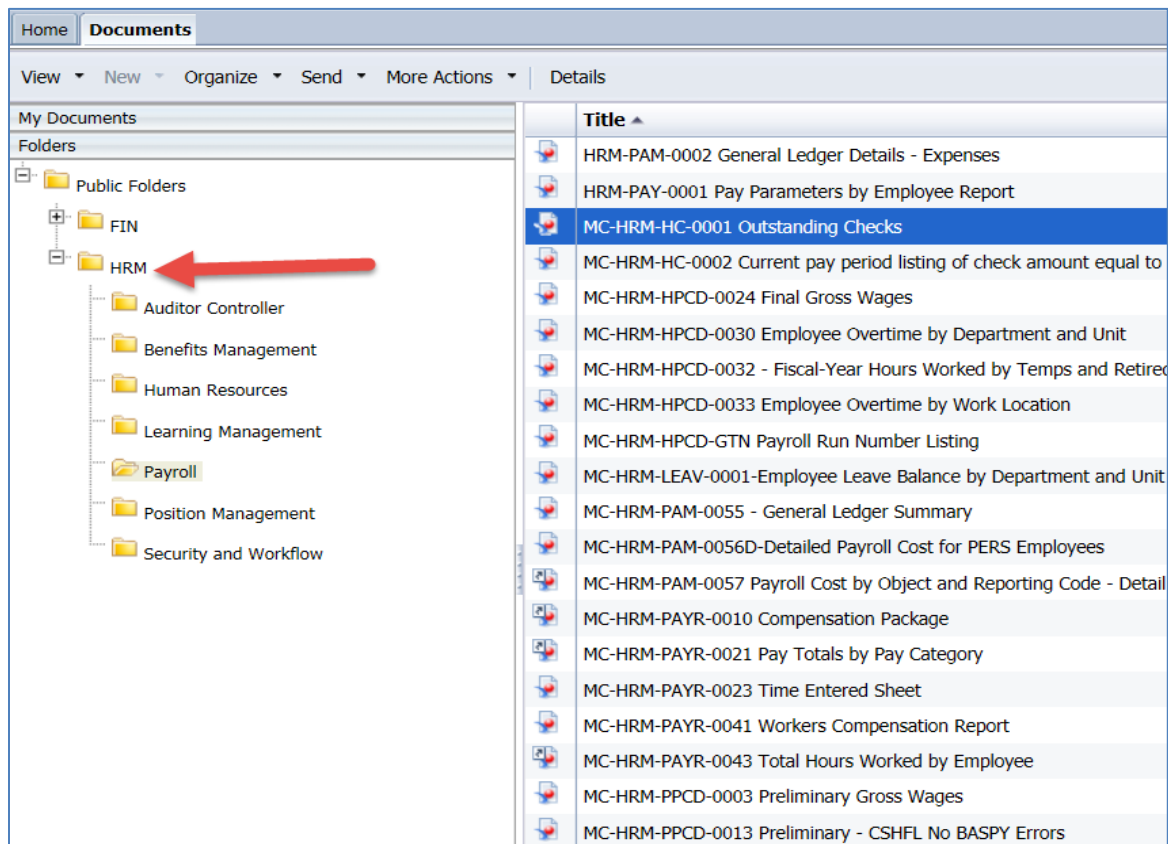 Home Documents
View New Organize Send More Actions Details
My Documents
Folders
Public Folders
FIN
HRM
Auditor Controller
Benefits Management
Human Resources
Learning Management
Payroll
Position Management
Security and Workflow
Title
HRM-PAM-0002 General Ledger Details - Expenses
HRM-PAY-0001 Pay Parameters by Employee Report
MC-HRM-HC-0001 Outstanding Checks
MC-HRM-HC-0002 Current pay period listing of check amount equal to
MC-HRM-HPCD-0024 Final Gross Wages
MC-HRM-HPCD-0030 Employee Overtime by Department and Unit
MC-HRM-HPCD-0032 - Fiscal-Year Hours Worked by Temps and Retired
MC-HRM-HPCD-0033 Employee Overtime by Work Location
MC-HRM-HPCD-GTN Payroll Run Number Listing
MC-HRM-LEAV-0001-Employee Leave Balance by Department and Unit
MC-HRM-PAM-0055 - General Ledger Summary
MC-HRM-PAM-0056D-Detailed Payroll Cost for PERS Employees
MC-HRM-PAM-0057 Payroll Cost by Object and Reporting Code - Detail
MC-HRM-PAYR-0010 Compensation Package
MC-HRM-PAYR-0021 Pay Totals by Pay Category
MC-HRM-PAYR-0023 Time Entered Sheet
MC-HRM-PAYR-0041 Workers Compensation Report
MC-HRM-PAYR-0043 Total Hours Worked by Employee
MC-HRM-PPCD-0003 Preliminary Gross Wages
MC-HRM-PPCD-0013 Preliminary - CSHFL No BASPY Errors